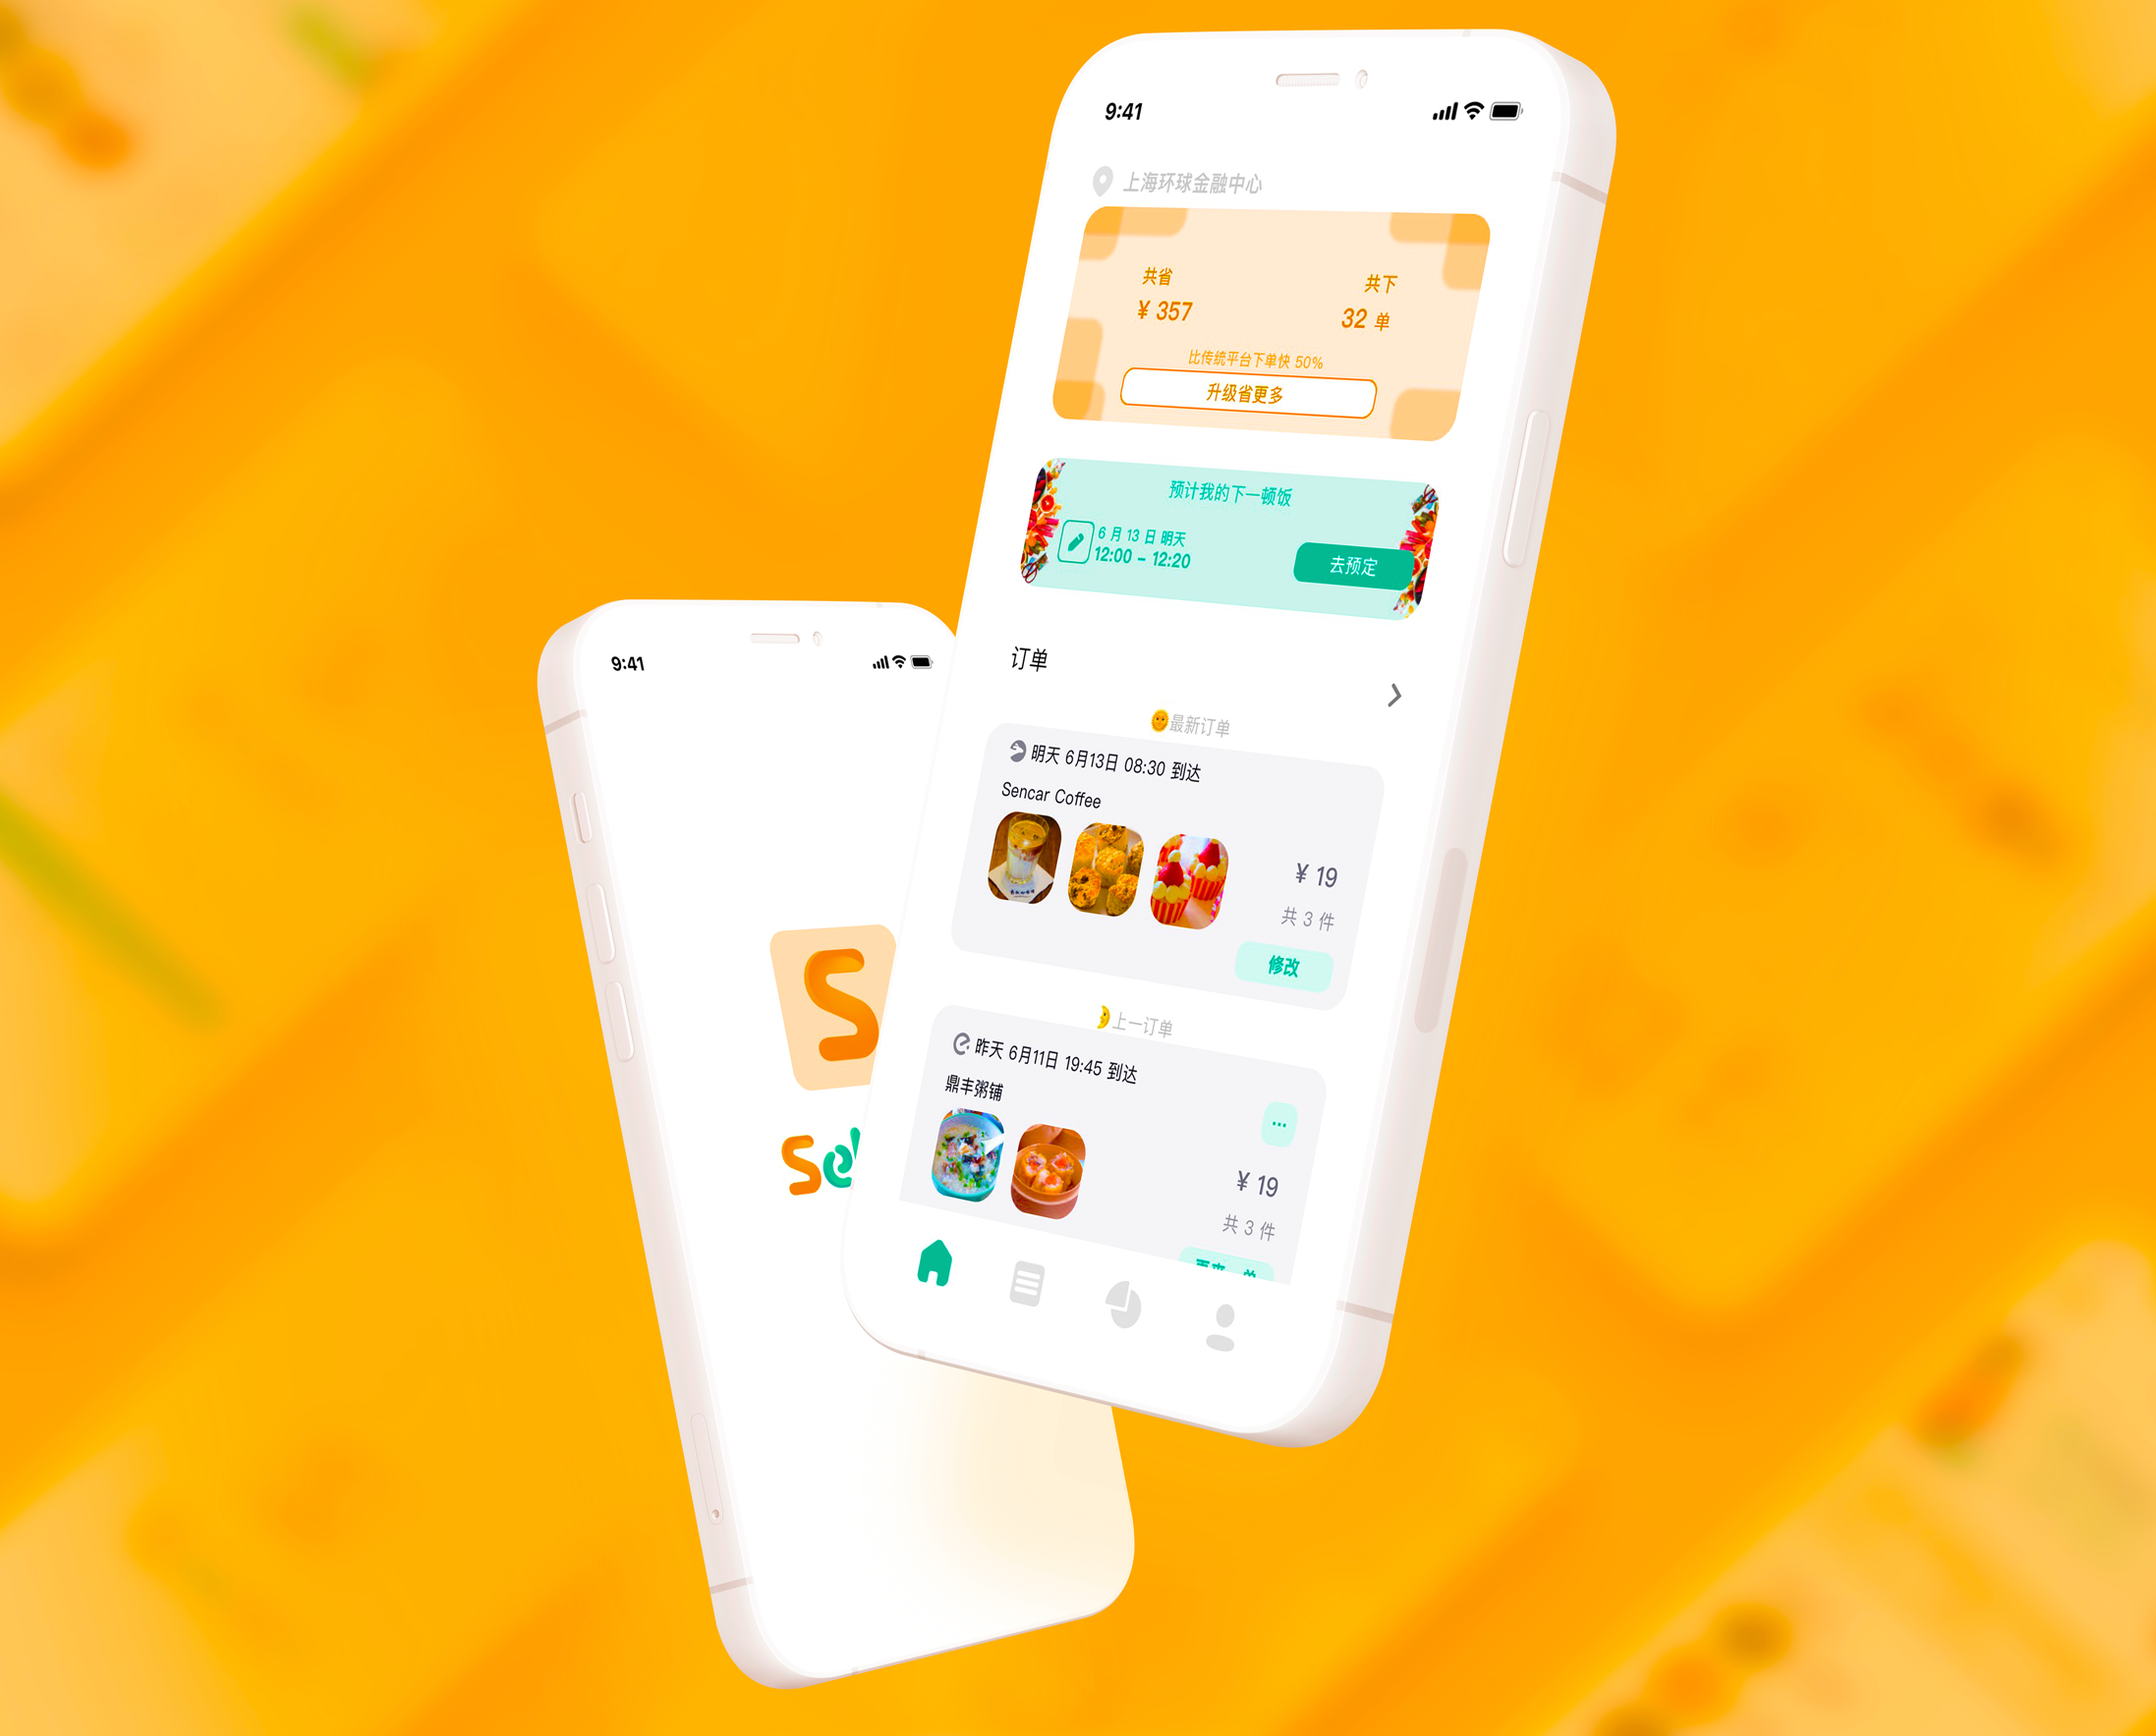 9:41
上海环球金融中心
共省
共下
¥ 357
32 单
比传统平台下单快 50%
升级省更多
预计我的下一顿饭
6 月 13 日 明天
12:00 – 12:20
去预定
订单
最新订单
明天 6月13日 08:30 到达
Sencar Coffee
¥ 19
共 3 件
修改
上一订单
昨天 6月11日 19:45 到达
鼎丰粥铺
...
¥ 19
共 3 件
9:41
S
Se